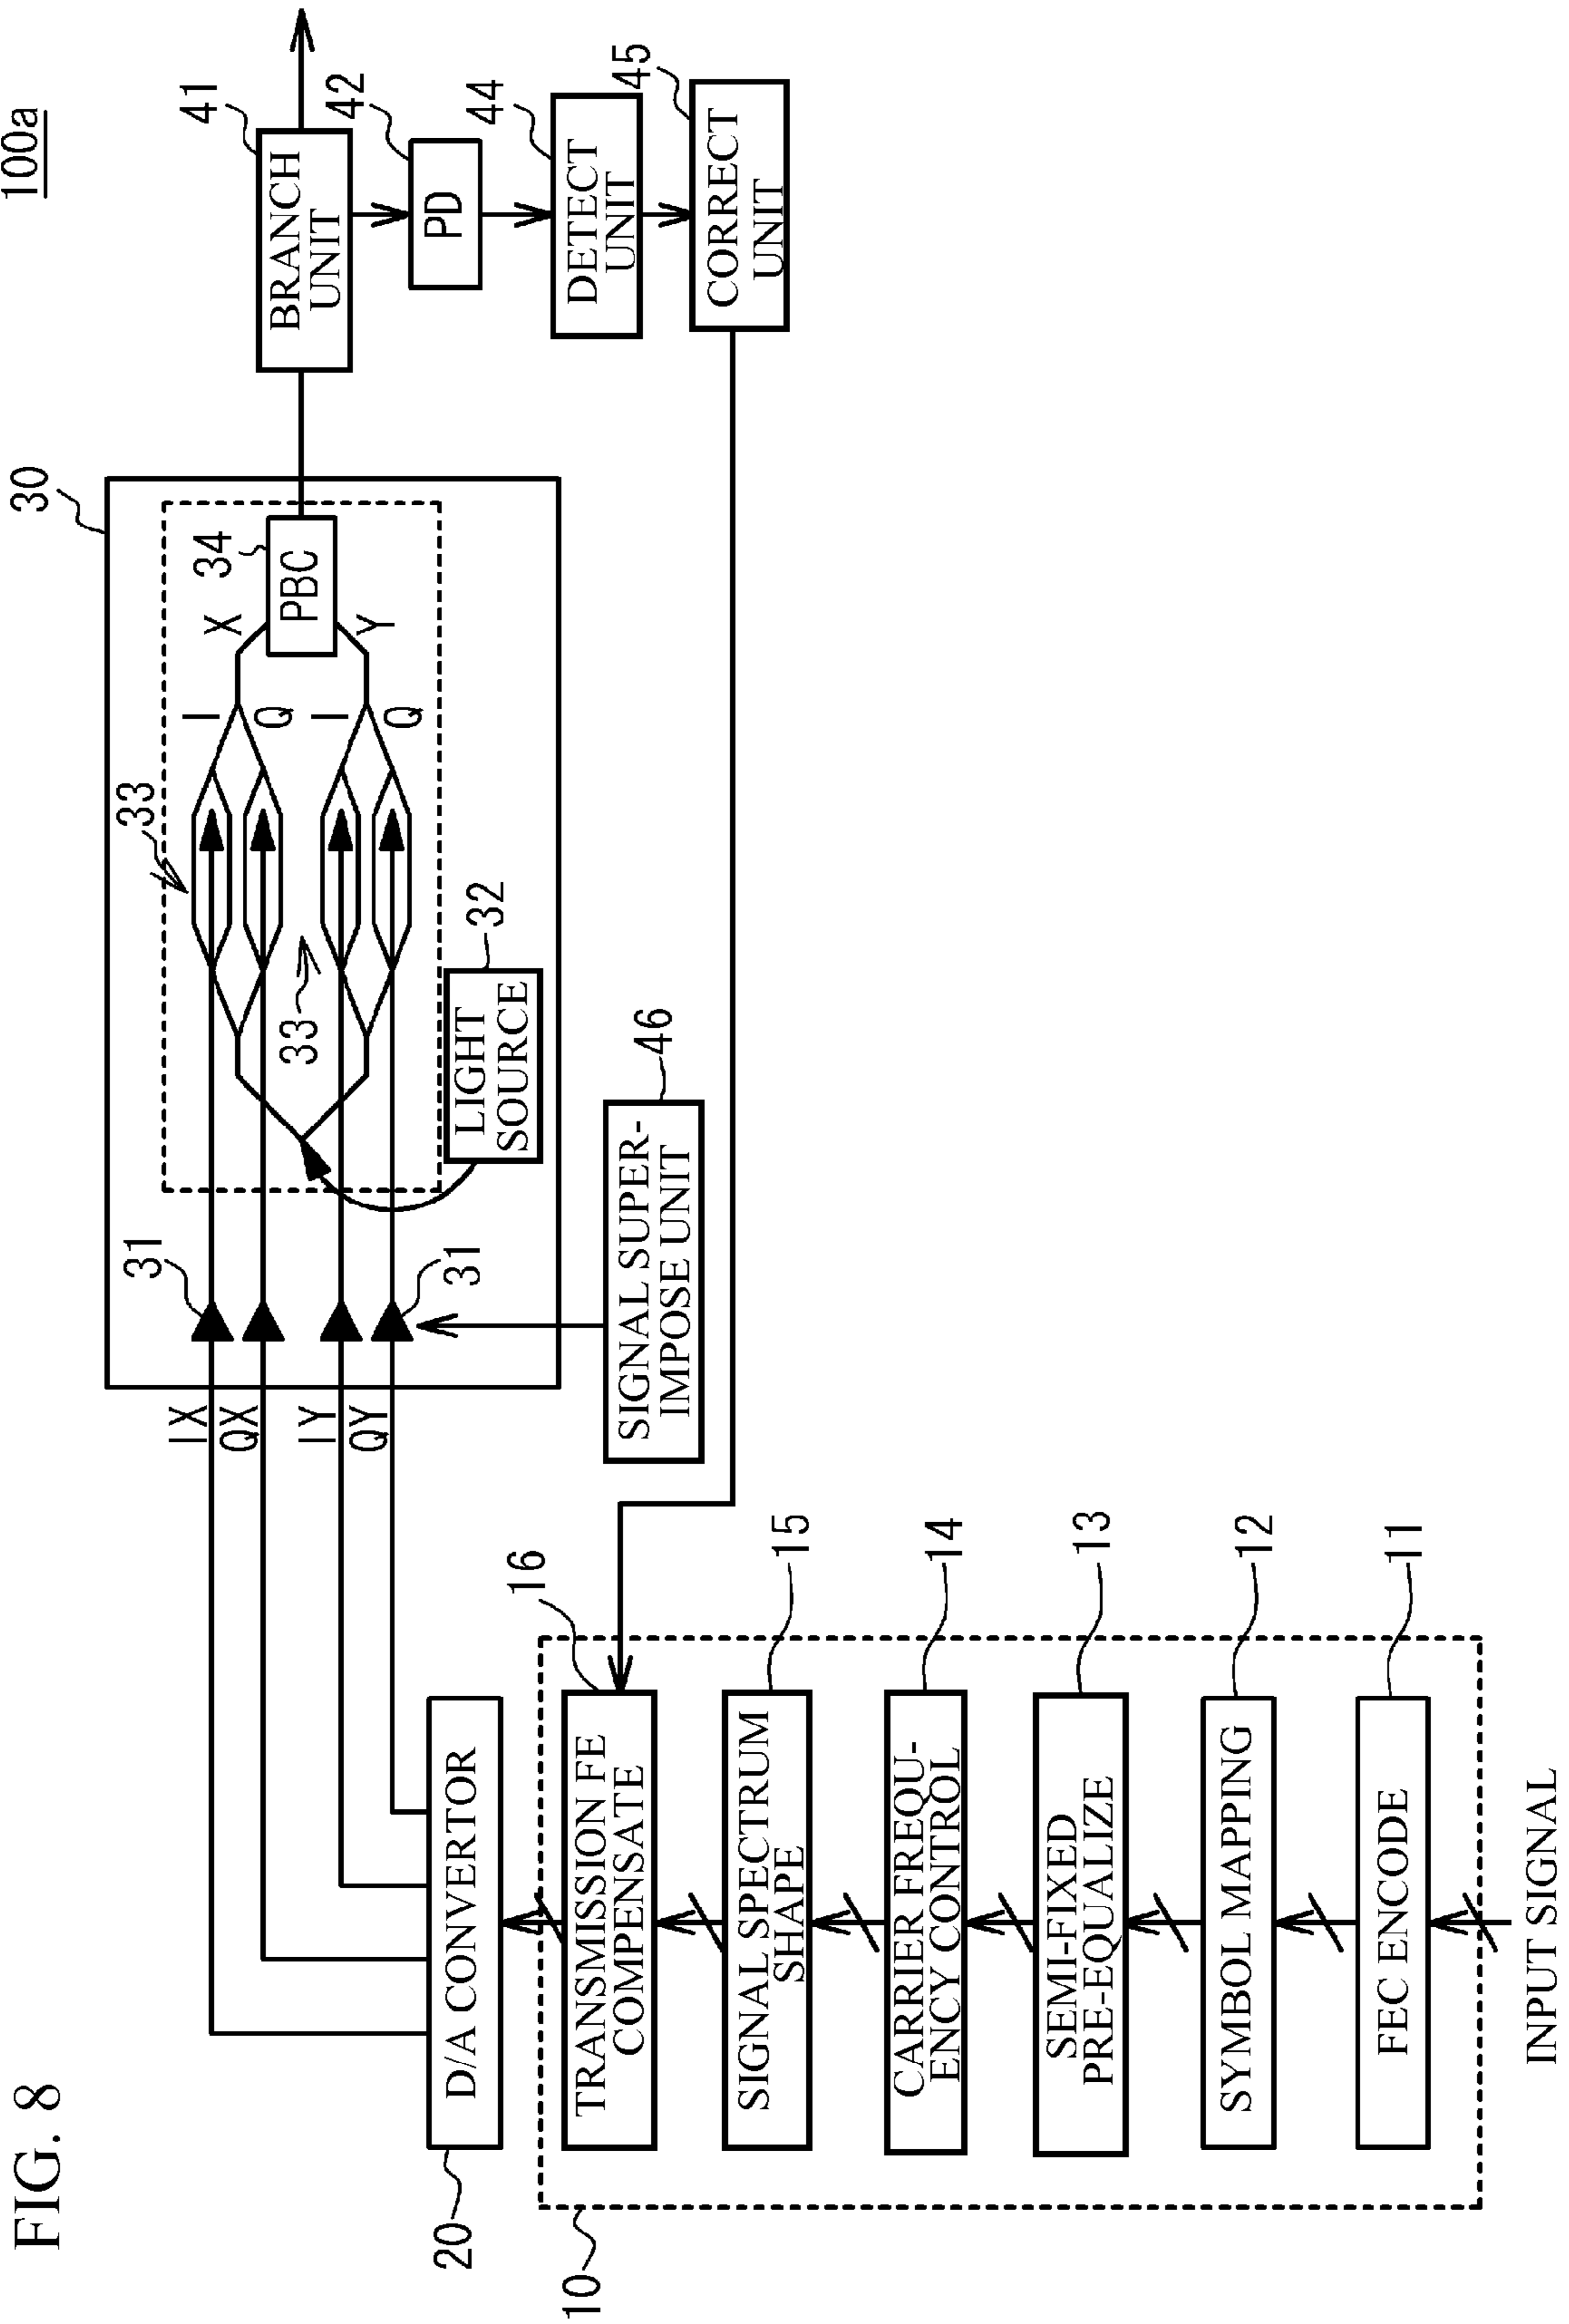 FIG. 8
100a
30
33
34
X
PBC
Y
I
Q
I
Q
33
31
31
LIGHT
SOURCE
32
41
BRANCH
UNIT
42
PD
44
DETECT
UNIT
45
CORRECT
UNIT
IX
QX
IY
QY
SIGNAL SUPER-
IMPOSE UNIT
46
20
D/A CONVERTOR
10
16
TRANSMISSION FE
COMPENSATE
15
SIGNAL SPECTRUM
SHAPE
14
CARRIER FREQU-
ENCY CONTROL
13
SEMI-FIXED
PRE-EQUALIZE
12
SYMBOL MAPPING
11
FEC ENCODE
INPUT SIGNAL